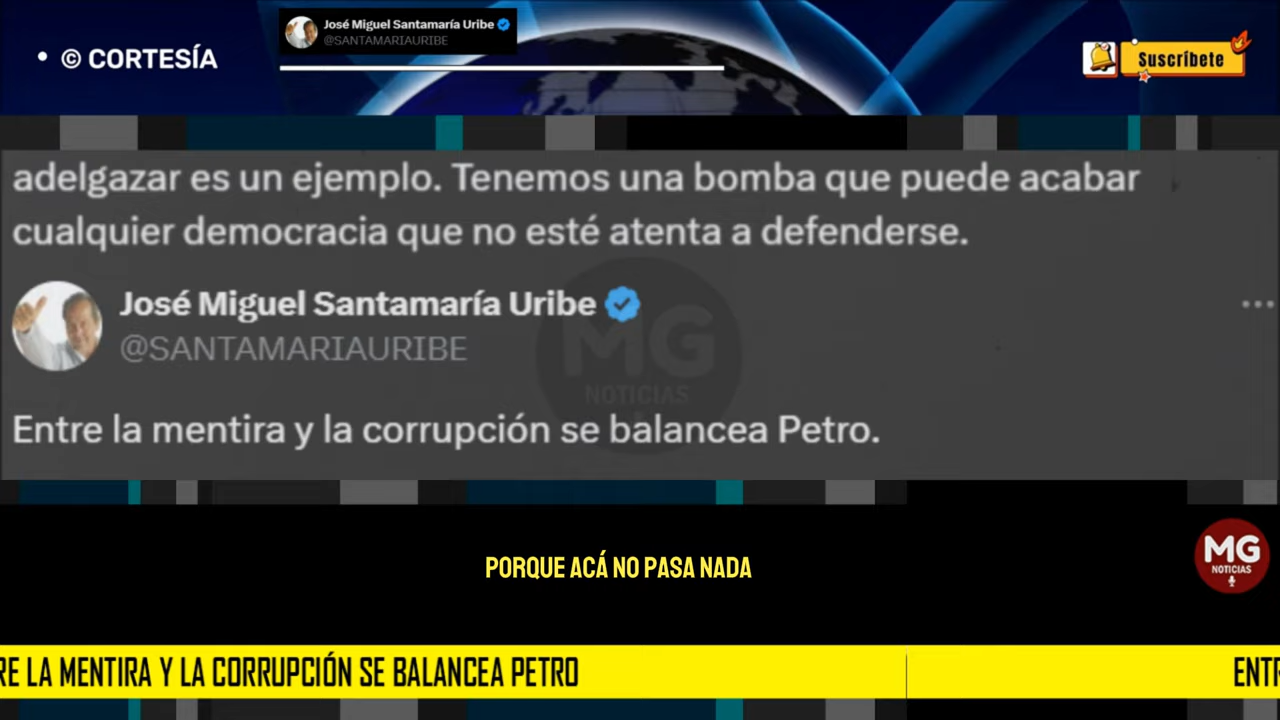 • © CORTESÍA
José Miguel Santamaría Uribe
@SANTAMARIAURIBE
Suscríbete
adelgazar es un ejemplo. Tenemos una bomba que puede acabar
cualquier democracia que no esté atenta a defenderse.
José Miguel Santamaría Uribe
@SANTAMARIAURIBE
MG
NOTICIAS
Entre la mentira y la corrupción se balancea Petro.
PORQUE ACÁ NO PASA NADA
MG
NOTICIAS
RE LA MENTIRA Y LA CORRUPCIÓN SE BALANCEA PETRO
ENTR